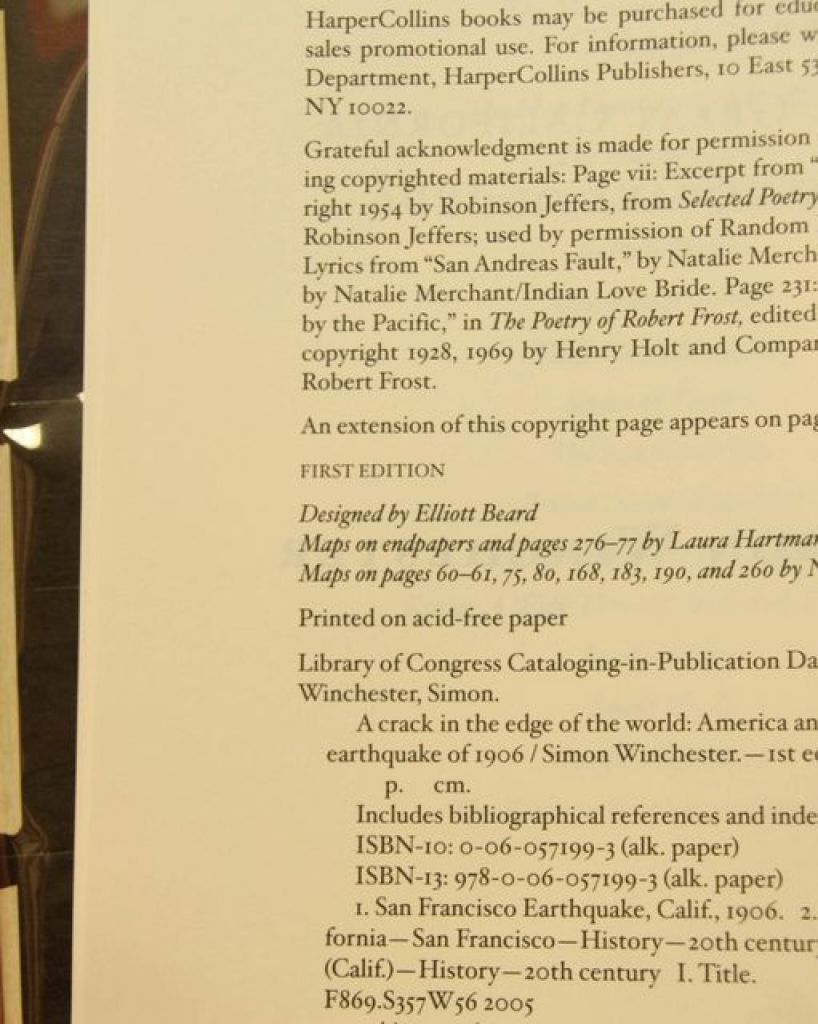 HarperCollins books may be purchased for
sales promotional use. For information, please
Department, HarperCollins Publishers, 10 East 53
NY 10022.
Grateful acknowledgment is made for permission
ing copyrighted materials: Page vii: Excerpt from “
right 1954 by Robinson Jeffers, from Selected Poetry
Robinson Jeffers; used by permission of Random
Lyrics from “San Andreas Fault,” by Natalie Merch
by Natalie Merchant/Indian Love Bride. Page 231:
by the Pacific,” in The Poetry of Robert Frost, edited
copyright 1928, 1969 by Henry Holt and Compa
Robert Frost.
An extension of this copyright page appears on pag
FIRST EDITION
Designed by Elliott Beard
Maps on endpapers and pages 276–77 by Laura Hartma
Maps on pages 60–61, 75, 80, 168, 183, 190, and 260 by N
Printed on acid-free paper
Library of Congress Cataloging-in-Publication Da
Winchester, Simon.
A crack in the edge of the world: America an
earthquake of 1906 / Simon Winchester.—1st e
p. cm.
Includes bibliographical references and inde
ISBN-10: 0-06-057199-3 (alk. paper)
ISBN-13: 978-0-06-057199-3 (alk. paper)
1. San Francisco Earthquake, Calif., 1906. 2.
fornia—San Francisco—History—20th centur
(Calif.)—History—20th century I. Title.
F869.S357W56 2005